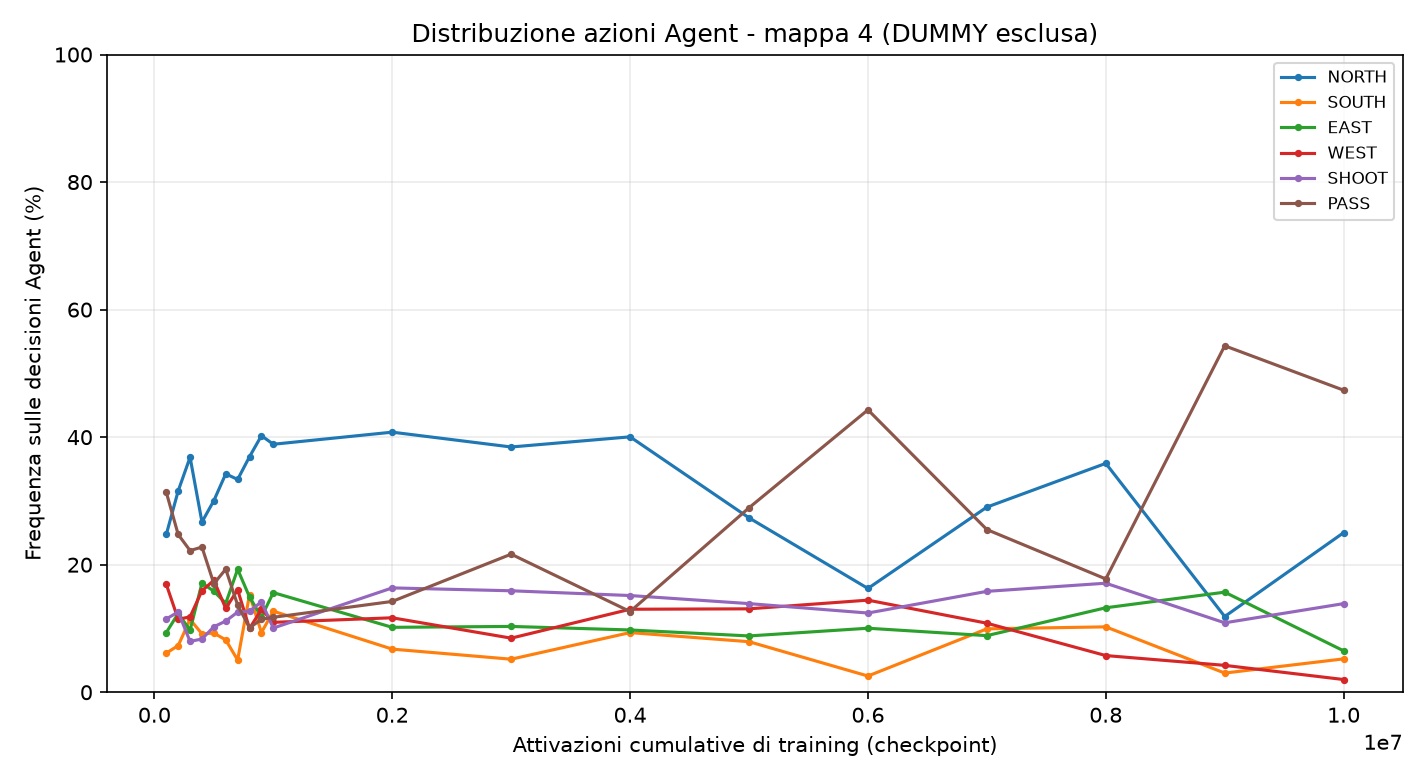 Distribuzione azioni Agent - mappa 4 (DUMMY esclusa)
100
80
60
40
20
0
Frequenza sulle decisioni Agent (%)
NORTH
SOUTH
EAST
WEST
SHOOT
PASS
0.0 0.2 0.4 0.6 0.8 1.0
1e7
Attivazioni cumulative di training (checkpoint)